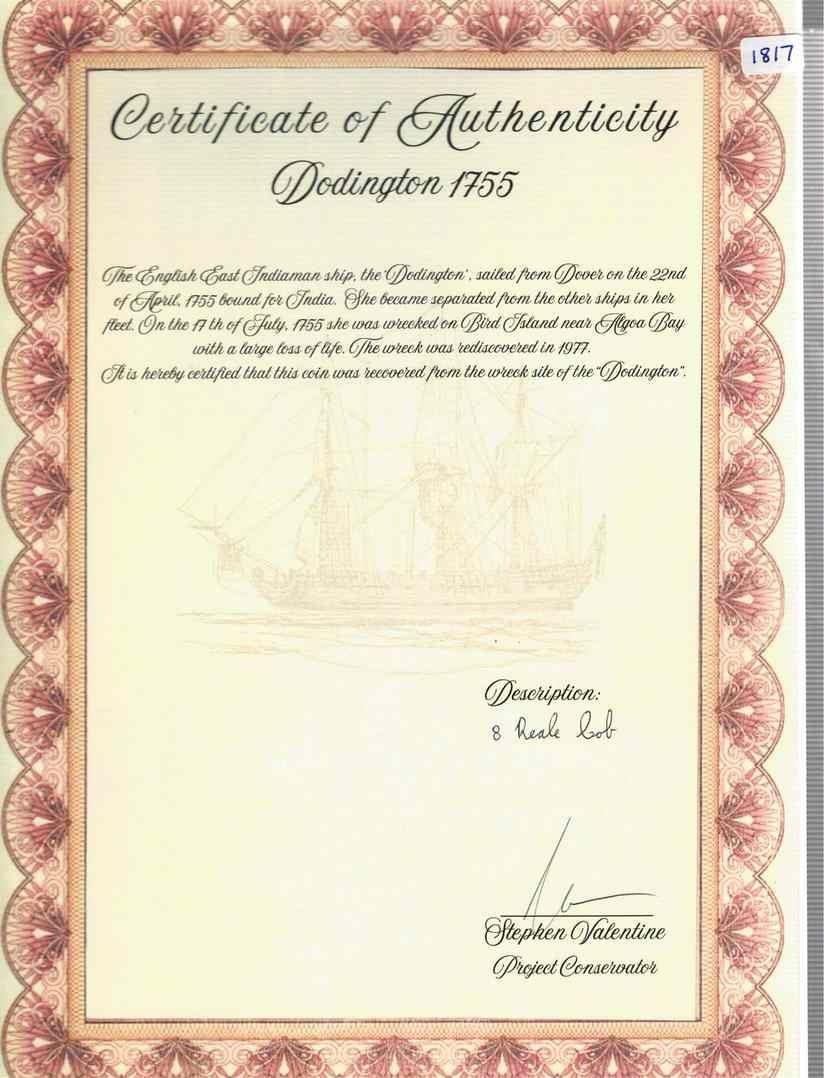 1817
Certificate of Authenticity
Dodington 1755
The English East Indiaman ship, the 'Dodington', sailed from Dover on the 22nd
of April, 1755 bound for India. She became separated from the other ships in her
fleet. On the 17 th of July, 1755 she was wrecked on Bird Island near Algoa Bay
with a large loss of life. The wreck was rediscovered in 1977.
It is hereby certified that this coin was recovered from the wreck site of the "Dodington".
Description:
8 Reale Cob
Stephen Valentine
Project Conservator